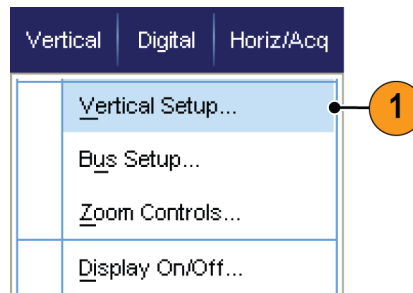 Vertical Digital Horiz/Acq
Vertical Setup...
1
Bus Setup...
Zoom Controls...
Display On/Off...